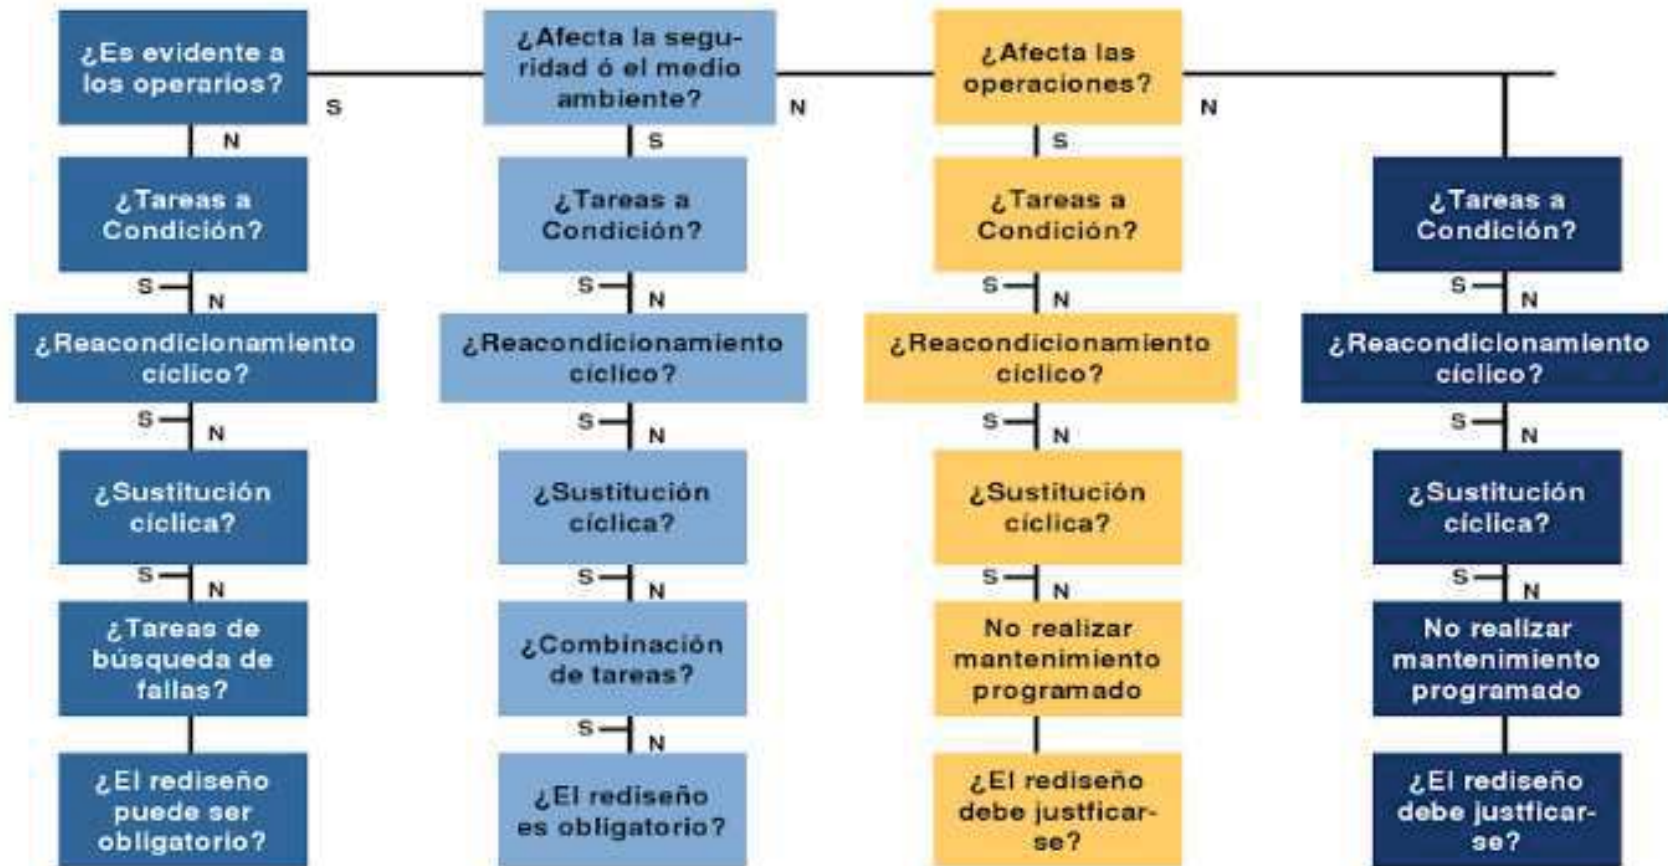 ¿Es evidente a
los operarios?
S
¿Afecta la segu-
ridad ó el medio
ambiente?
N
¿Afecta las
operaciones?
N
N
S
S
¿Tareas a
Condición?
¿Tareas a
Condición?
¿Tareas a
Condición?
¿Tareas a
Condición?
S
N
S
N
S
N
S
N
¿Reacondicionamiento
cíclico?
¿Reacondicionamiento
cíclico?
¿Reacondicionamiento
cíclico?
¿Reacondicionamiento
cíclico?
S
N
S
N
S
N
S
N
¿Sustitución
cíclica?
¿Sustitución
cíclica?
¿Sustitución
cíclica?
¿Sustitución
cíclica?
S
N
S
N
S
N
S
N
¿Tareas de
búsqueda de
fallas?
¿Combinación
de tareas?
No realizar
mantenimiento
programado
No realizar
mantenimiento
programado
S
N
¿El rediseño
puede ser
obligatorio?
¿El rediseño
es obligatorio?
¿El rediseño
debe justficar-
se?
¿El rediseño
debe justficar-
se?